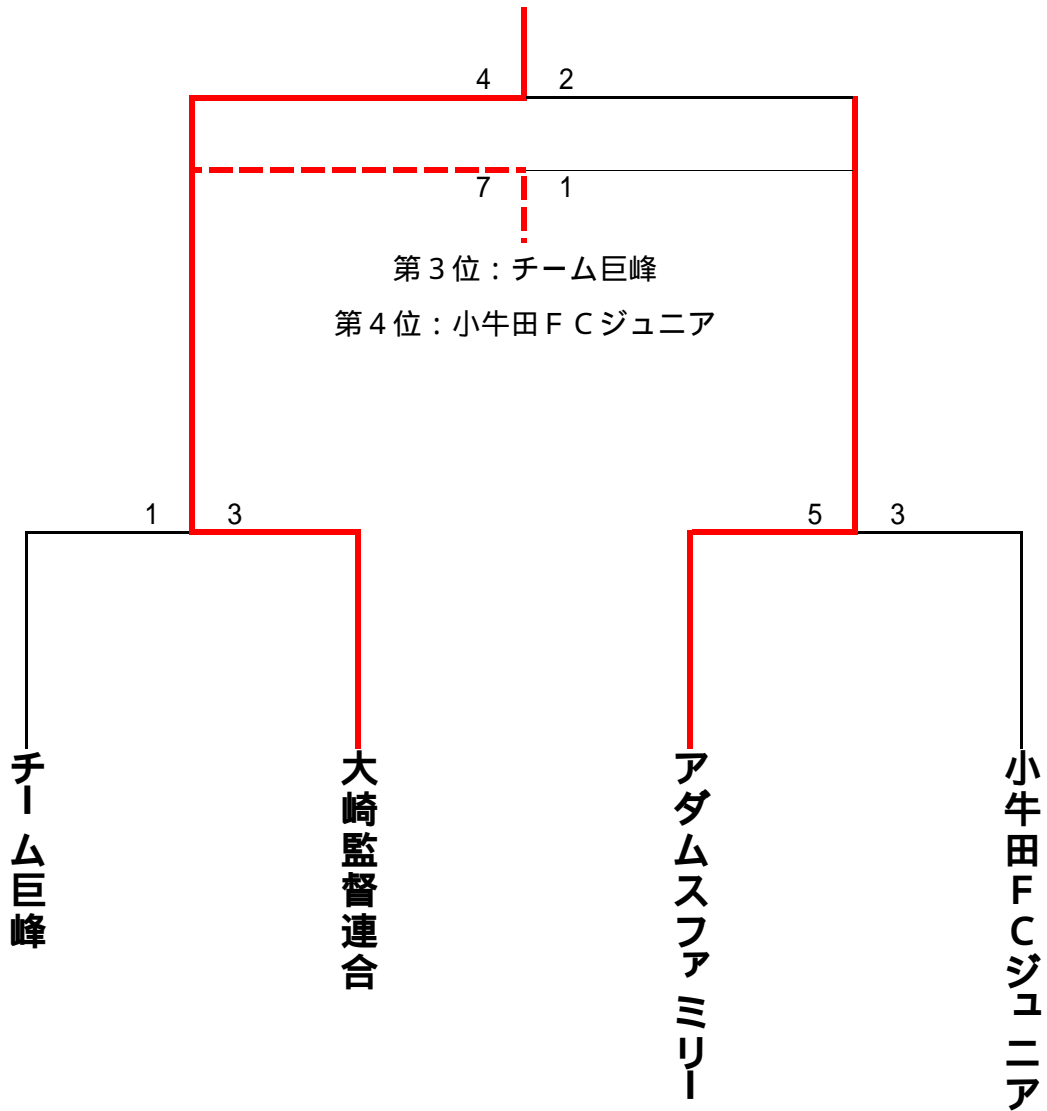 4 2
7 1
第３位：チーム巨峰
第４位：小牛田ＦＣジュニア
1 3
5 3
チーム巨峰
大崎監督連合
アダムスファミリー
小牛田ＦＣジュニア